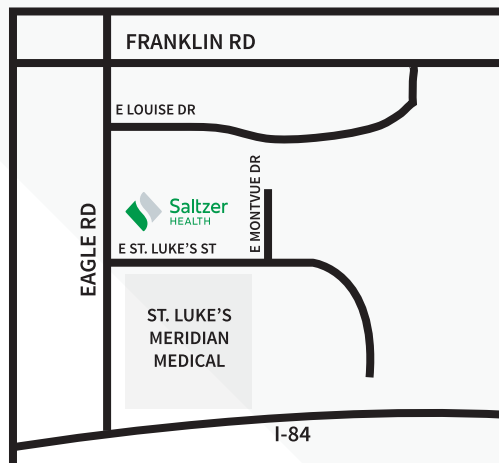 FRANKLIN RD
E LOUISE DR
E MONTVUE DR
Saltzer
HEALTH
EAGLE RD
E ST. LUKE'S ST
ST. LUKE'S
MERIDIAN
MEDICAL
I-84